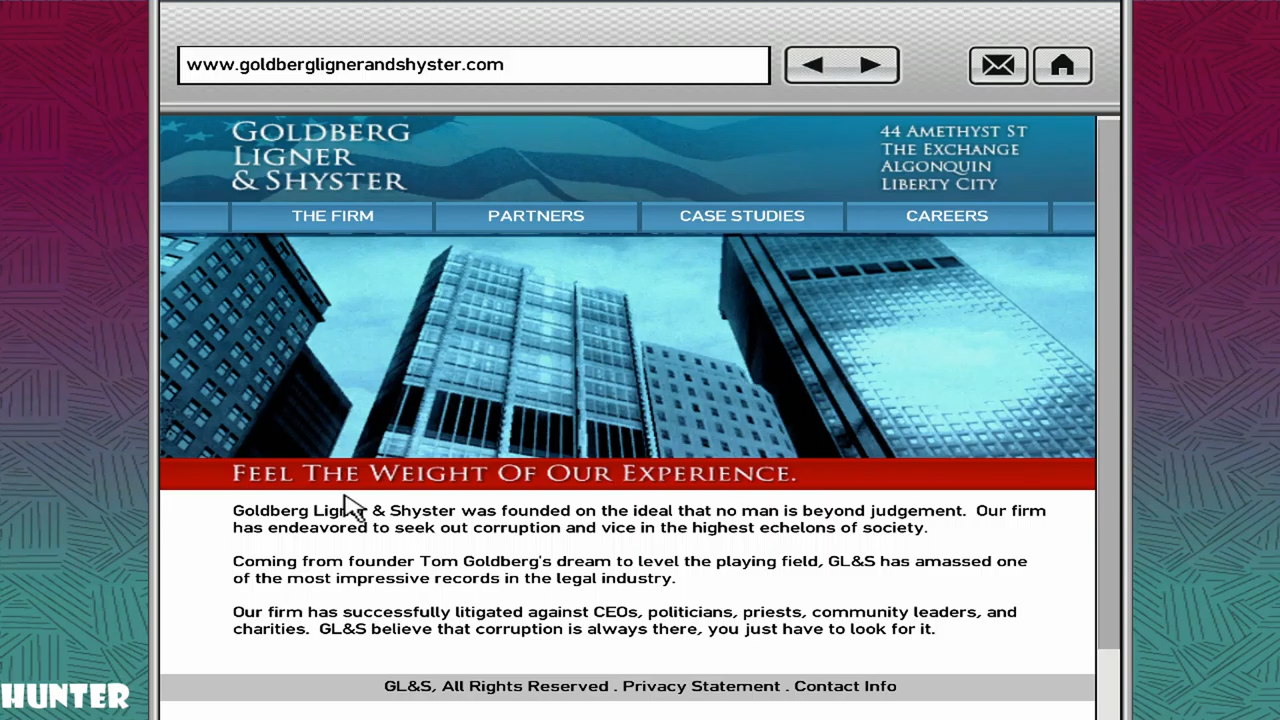 www.goldberglignerandshyster.com
GOLDBERG
LIGNER
& SHYSTER
44 AMETHYST ST
THE EXCHANGE
ALGONQUIN
LIBERTY CITY
THE FIRM PARTNERS CASE STUDIES CAREERS
FEEL THE WEIGHT OF OUR EXPERIENCE.
Goldberg Ligner & Shyster was founded on the ideal that no man is beyond judgement. Our firm
has endeavored to seek out corruption and vice in the highest echelons of society.
Coming from founder Tom Goldberg's dream to level the playing field, GL&S has amassed one
of the most impressive records in the legal industry.
Our firm has successfully litigated against CEOs, politicians, priests, community leaders, and
charities. GL&S believe that corruption is always there, you just have to look for it.
GL&S, All Rights Reserved . Privacy Statement . Contact Info
HUNTER